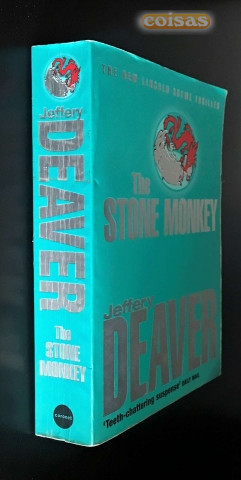 coisas
THE NEW LINCOLN RHYME THRILLER
The
STONE MONKEY
Jeffery
DEAVER
'Teeth-chattering suspense' DAILY MAIL
Jeffery
DEAVER
The
STONE
MONKEY
coronet